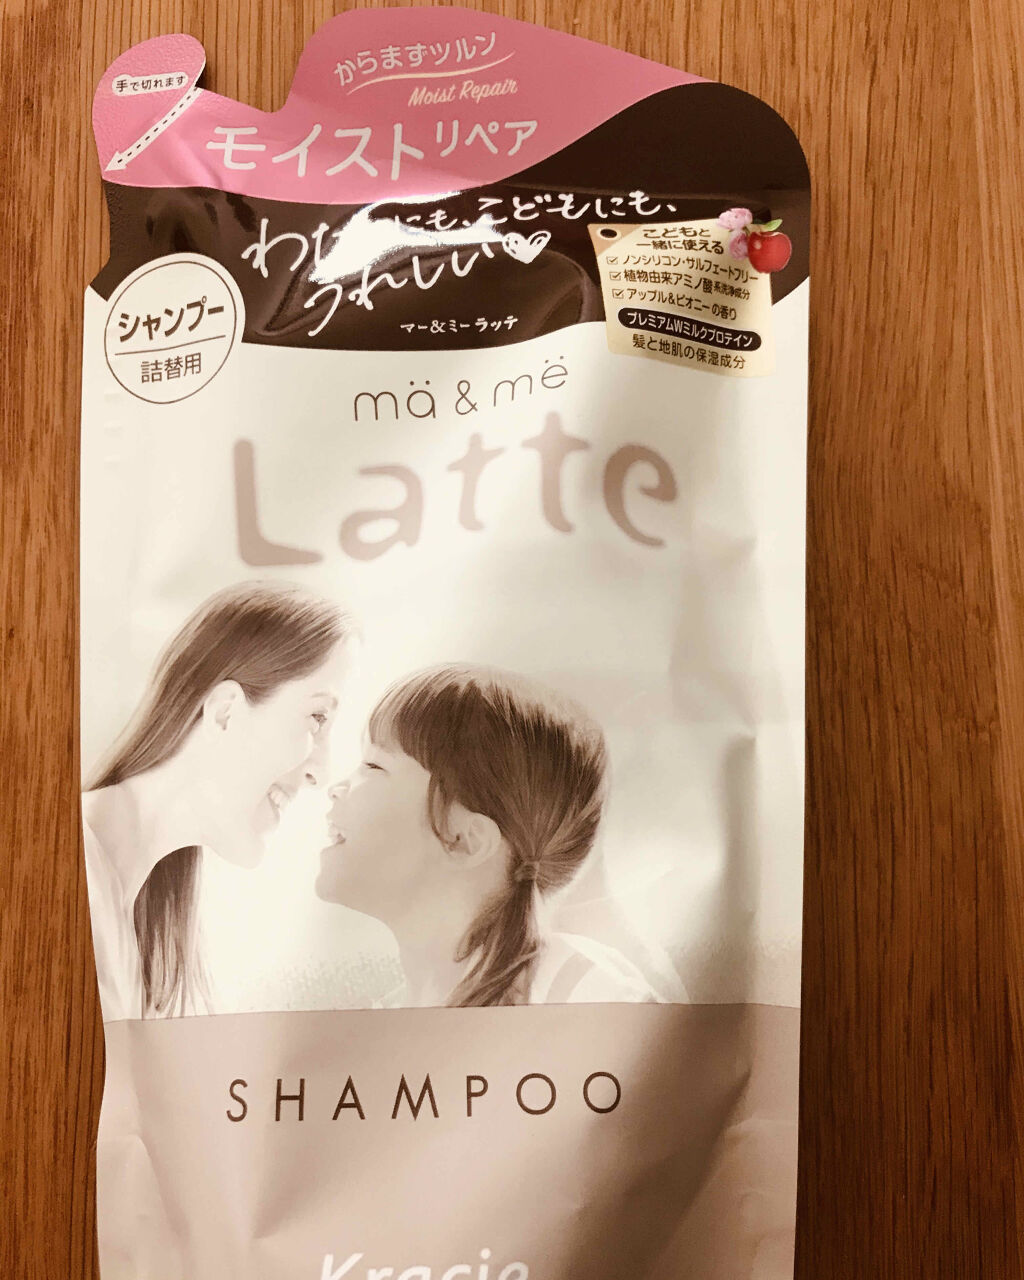 手で切れます
からまずツルン
Moist Repair
モイストリペア
わたしにも、こどもにも、
うれしい♡
マー&ミー ラッテ
こどもと
一緒に使える
☑ ノンシリコン・サルフェートフリー
☑ 植物由来アミノ酸系洗浄成分
☑ アップル&ピオニーの香り
プレミアムWミルクプロテイン
髪と地肌の保湿成分
シャンプー
詰替用
mä & më
Latte
SHAMPOO
Kracie